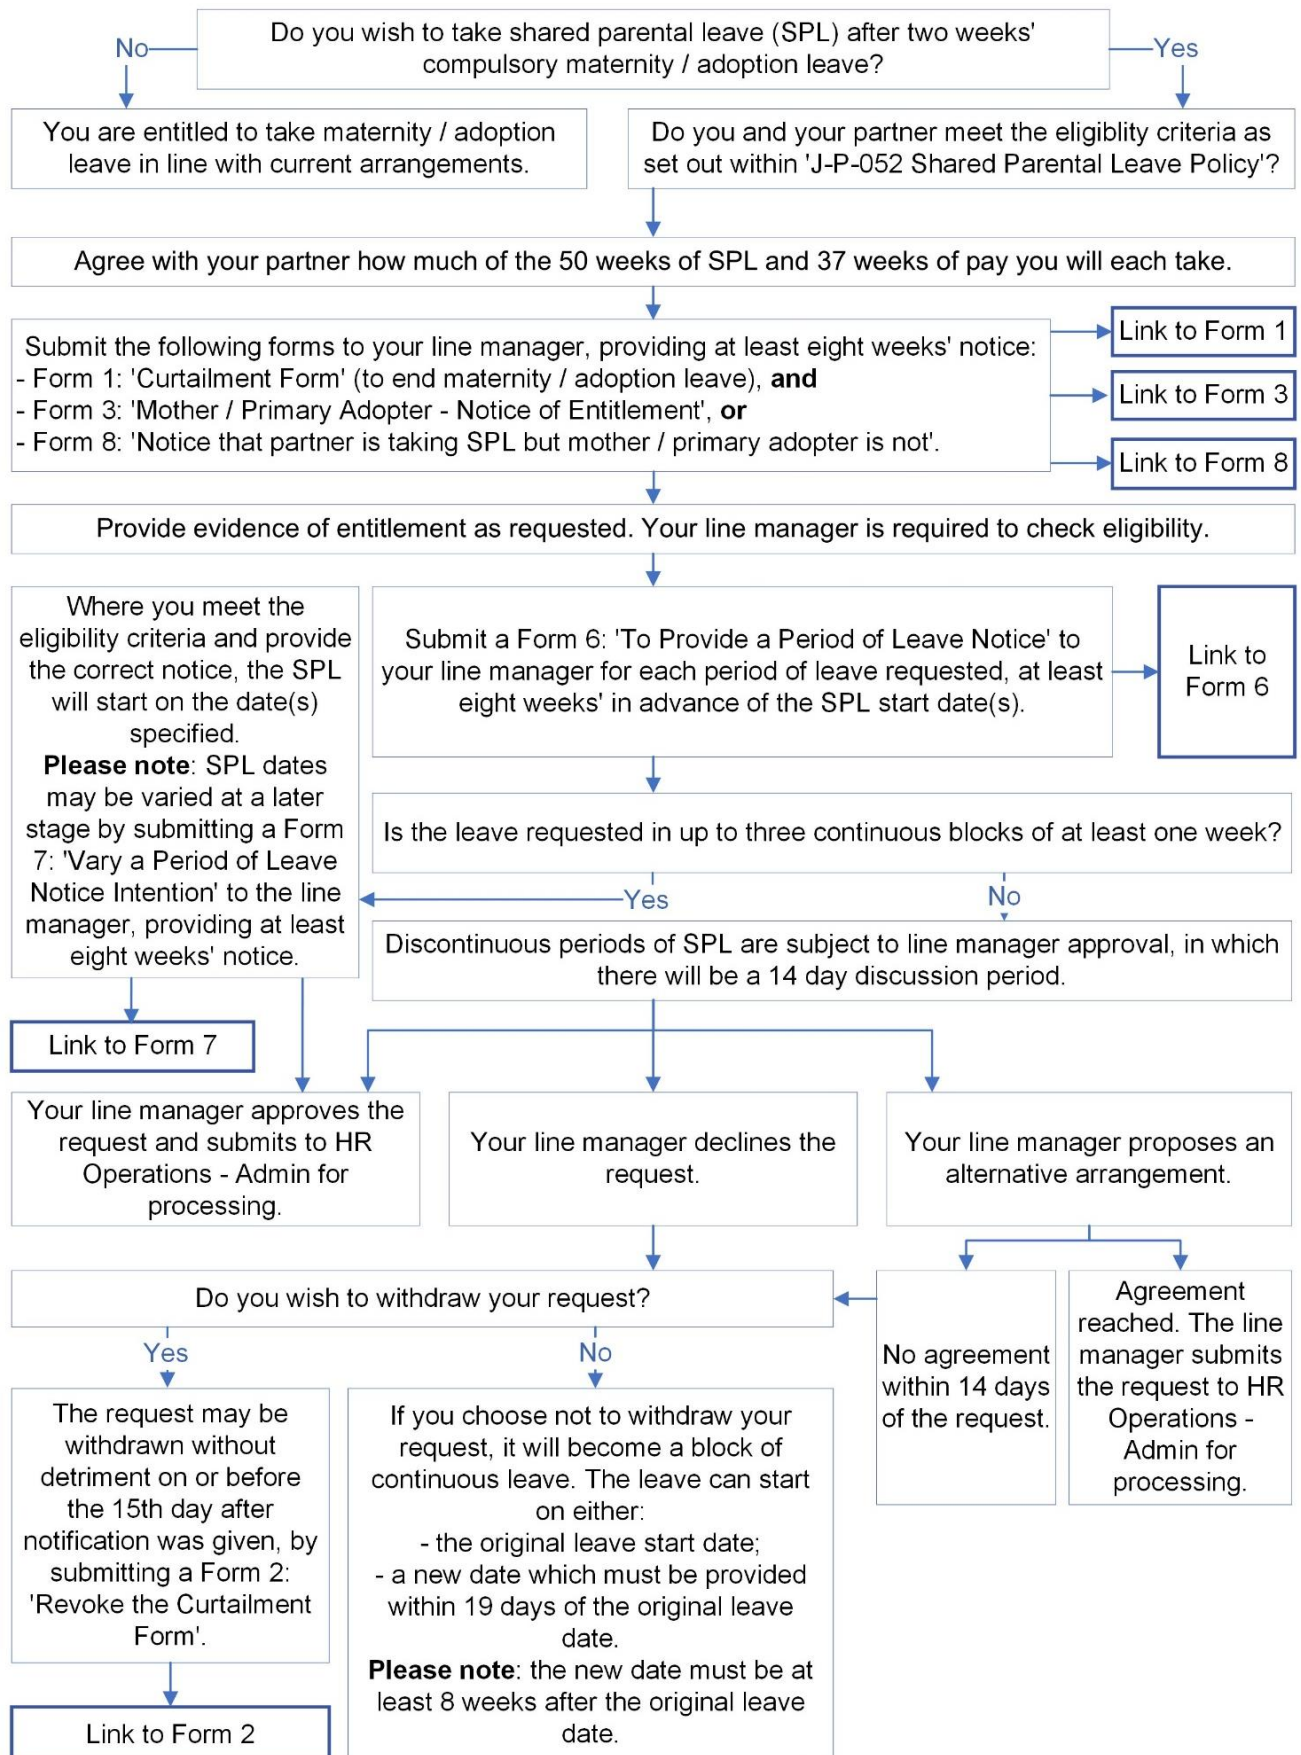 Do you wish to take shared parental leave (SPL) after two weeks'
compulsory maternity / adoption leave?
No
Yes
You are entitled to take maternity / adoption
leave in line with current arrangements.
Do you and your partner meet the eligiblity criteria as
set out within 'J-P-052 Shared Parental Leave Policy'?
Agree with your partner how much of the 50 weeks of SPL and 37 weeks of pay you will each take.
Submit the following forms to your line manager, providing at least eight weeks' notice:
- Form 1: 'Curtailment Form' (to end maternity / adoption leave), and
- Form 3: 'Mother / Primary Adopter - Notice of Entitlement', or
- Form 8: 'Notice that partner is taking SPL but mother / primary adopter is not'.
Link to Form 1
Link to Form 3
Link to Form 8
Provide evidence of entitlement as requested. Your line manager is required to check eligibility.
Where you meet the
eligibility criteria and provide
the correct notice, the SPL
will start on the date(s)
specified.
Please note: SPL dates
may be varied at a later
stage by submitting a Form
7: 'Vary a Period of Leave
Notice Intention' to the line
manager, providing at least
eight weeks' notice.
Submit a Form 6: 'To Provide a Period of Leave Notice' to
your line manager for each period of leave requested, at least
eight weeks' in advance of the SPL start date(s).
Link to
Form 6
Is the leave requested in up to three continuous blocks of at least one week?
Yes
No
Discontinuous periods of SPL are subject to line manager approval, in which
there will be a 14 day discussion period.
Link to Form 7
Your line manager approves the
request and submits to HR
Operations - Admin for
processing.
Your line manager declines the
request.
Your line manager proposes an
alternative arrangement.
Do you wish to withdraw your request?
No agreement
within 14 days
of the request.
Agreement
reached. The line
manager submits
the request to HR
Operations -
Admin for
processing.
Yes
No
The request may be
withdrawn without
detriment on or before
the 15th day after
notification was given, by
submitting a Form 2:
'Revoke the Curtailment
Form'.
If you choose not to withdraw your
request, it will become a block of
continuous leave. The leave can start
on either:
- the original leave start date;
- a new date which must be provided
within 19 days of the original leave
date.
Please note: the new date must be at
least 8 weeks after the original leave
date.
Link to Form 2